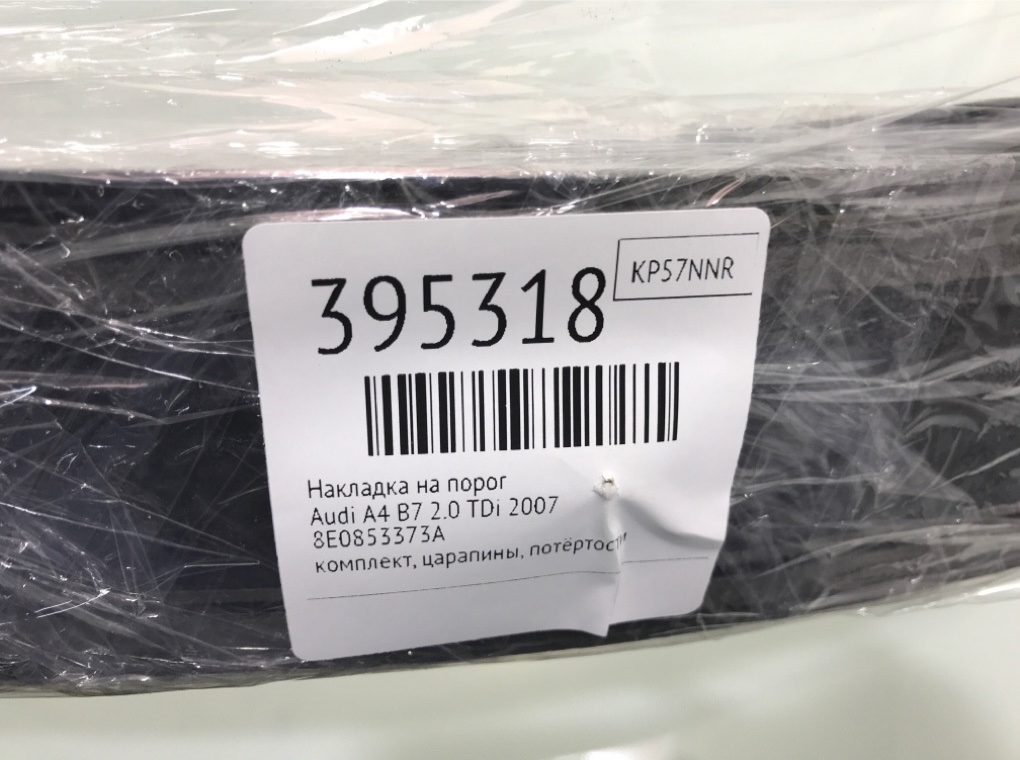 395318
KP57NNR
Накладка на порог
Audi A4 B7 2.0 TDi 2007
8E0853373A
комплект, царапины, потёртости